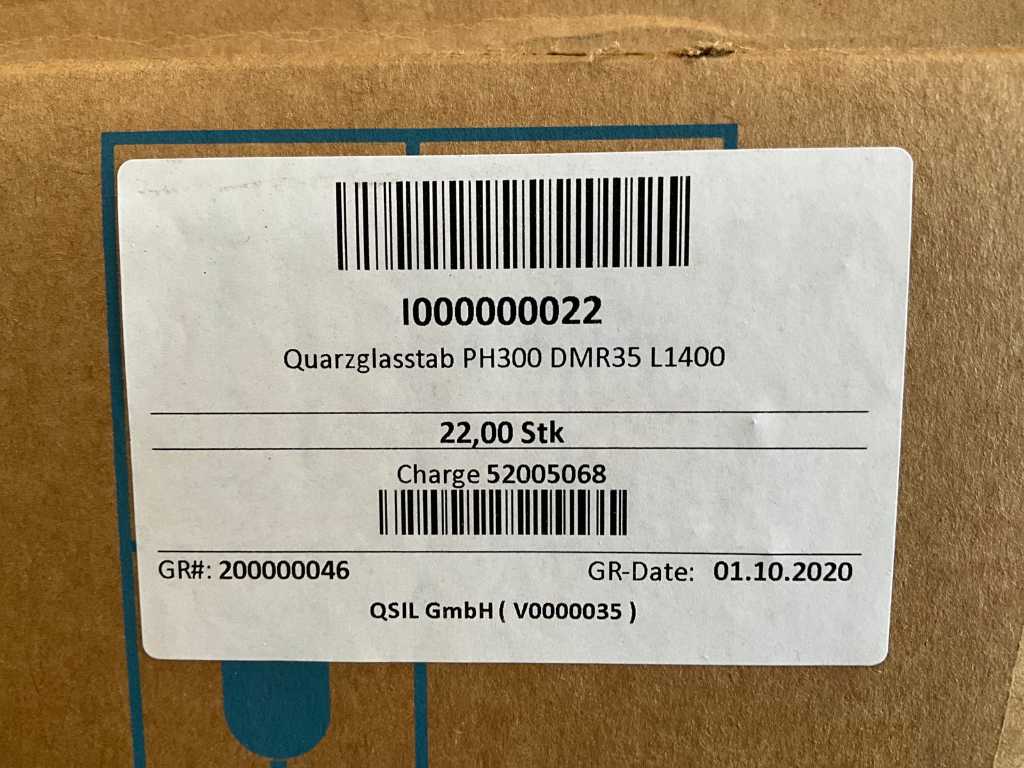 I000000022
Quarzglasstab PH300 DMR35 L1400
22,00 Stk
Charge 52005068
GR#: 200000046 GR-Date: 01.10.2020
QSIL GmbH ( V0000035 )